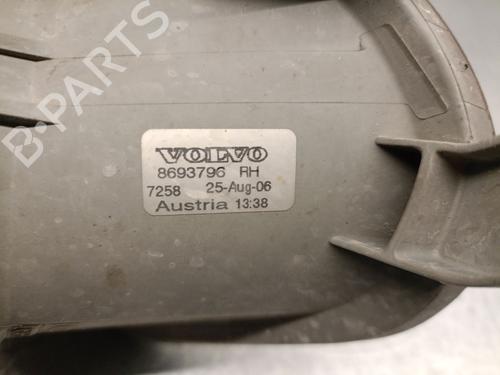 B-PARTS
VOLVO
8693796 RH
7258 25-Aug-06
Austria 13:38